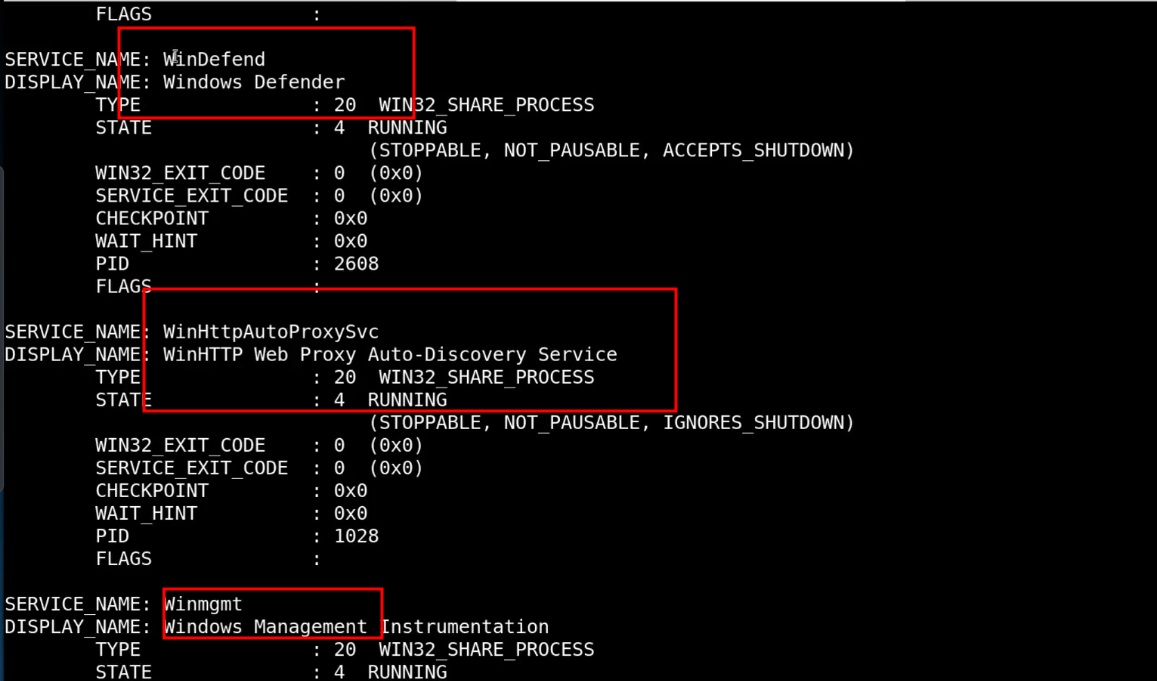 FLAGS :
SERVICE_NAME: WinDefend
DISPLAY_NAME: Windows Defender
TYPE : 20 WIN32_SHARE_PROCESS
STATE : 4 RUNNING
(STOPPABLE, NOT_PAUSABLE, ACCEPTS_SHUTDOWN)
WIN32_EXIT_CODE : 0 (0x0)
SERVICE_EXIT_CODE : 0 (0x0)
CHECKPOINT : 0x0
WAIT_HINT : 0x0
PID : 2608
FLAGS :
SERVICE_NAME: WinHttpAutoProxySvc
DISPLAY_NAME: WinHTTP Web Proxy Auto-Discovery Service
TYPE : 20 WIN32_SHARE_PROCESS
STATE : 4 RUNNING
(STOPPABLE, NOT_PAUSABLE, IGNORES_SHUTDOWN)
WIN32_EXIT_CODE : 0 (0x0)
SERVICE_EXIT_CODE : 0 (0x0)
CHECKPOINT : 0x0
WAIT_HINT : 0x0
PID : 1028
FLAGS :
SERVICE_NAME: Winmgmt
DISPLAY_NAME: Windows Management Instrumentation
TYPE : 20 WIN32_SHARE_PROCESS
STATE : 4 RUNNING